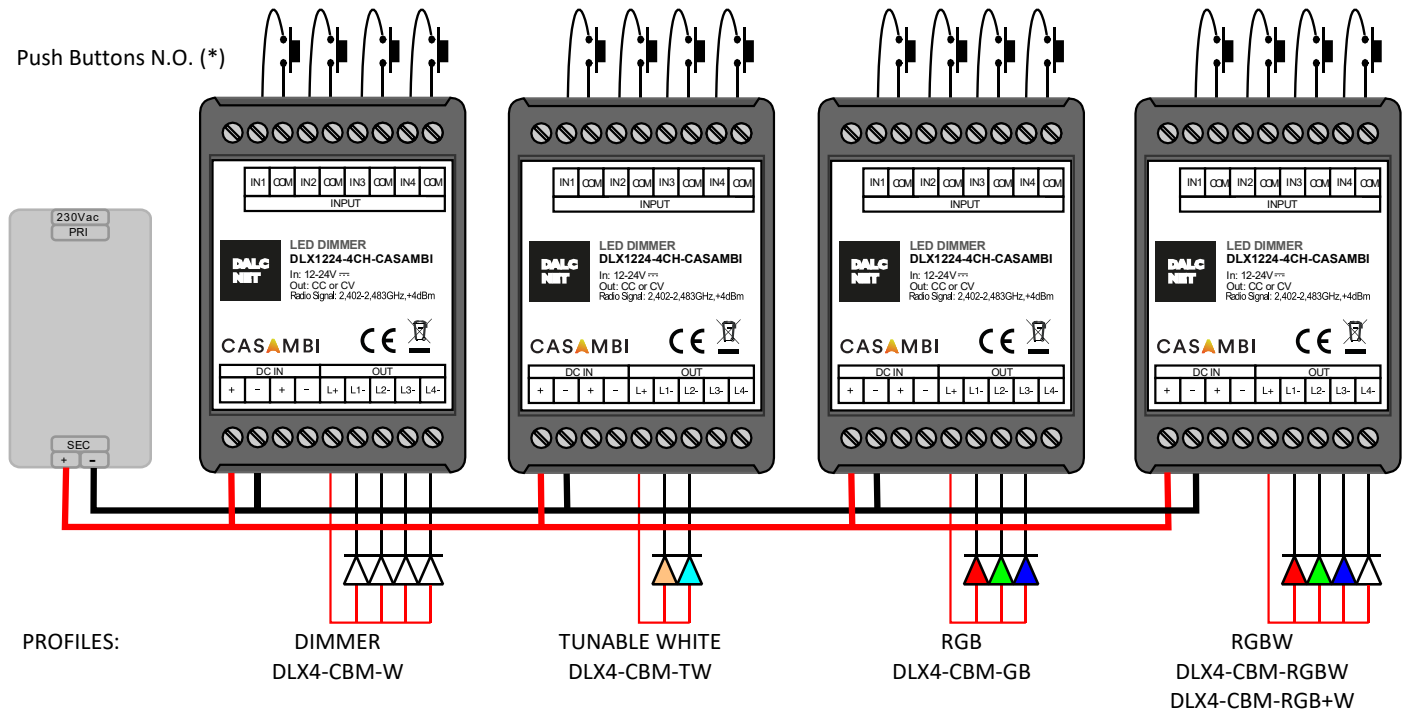 Push Buttons N.O. (*)
230Vac
PRI
SEC
+ -
IN1 COM IN2 COM IN3 COM IN4 COM
INPUT
DALC
NET
LED DIMMER
DLX1224-4CH-CASAMBI
In: 12-24V
Out: CC or CV
Radio Signal: 2,402-2,483GHz,+4dBm
CASAMBI
CE
DC IN OUT
+ - + - L+ L1- L2- L3- L4-
IN1 COM IN2 COM IN3 COM IN4 COM
INPUT
DALC
NET
LED DIMMER
DLX1224-4CH-CASAMBI
In: 12-24V
Out: CC or CV
Radio Signal: 2,402-2,483GHz,+4dBm
CASAMBI
CE
DC IN OUT
+ - + - L+ L1- L2- L3- L4-
IN1 COM IN2 COM IN3 COM IN4 COM
INPUT
DALC
NET
LED DIMMER
DLX1224-4CH-CASAMBI
In: 12-24V
Out: CC or CV
Radio Signal: 2,402-2,483GHz,+4dBm
CASAMBI
CE
DC IN OUT
+ - + - L+ L1- L2- L3- L4-
IN1 COM IN2 COM IN3 COM IN4 COM
INPUT
DALC
NET
LED DIMMER
DLX1224-4CH-CASAMBI
In: 12-24V
Out: CC or CV
Radio Signal: 2,402-2,483GHz,+4dBm
CASAMBI
CE
DC IN OUT
+ - + - L+ L1- L2- L3- L4-
PROFILES:
DIMMER
DLX4-CBM-W
TUNABLE WHITE
DLX4-CBM-TW
RGB
DLX4-CBM-GB
RGBW
DLX4-CBM-RGBW
DLX4-CBM-RGB+W